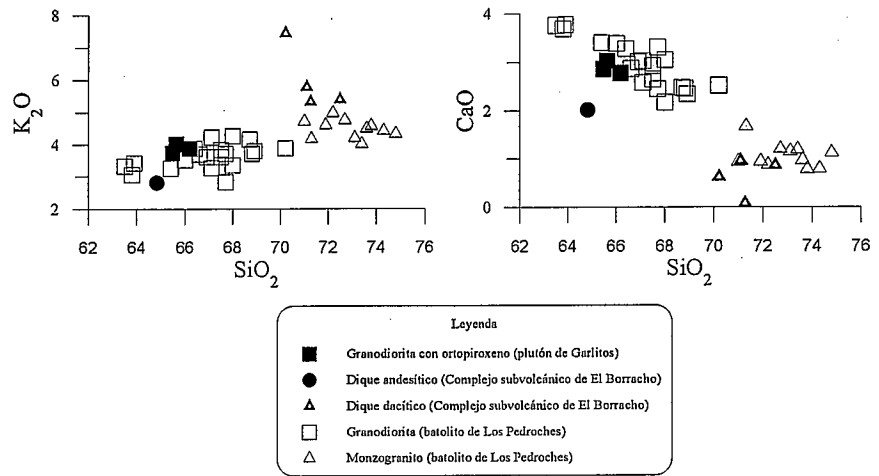 8
6
4
2
K2O
62 64 66 68 70 72 74 76
SiO2
4
2
0
CaO
62 64 66 68 70 72 74 76
SiO2
Leyenda
Granodiorita con ortopiroxeno (plutón de Garlitos)
Dique andesítico (Complejo subvolcánico de El Borracho)
Dique dacítico (Complejo subvolcánico de El Borracho)
Granodiorita (batolito de Los Pedroches)
Monzogranito (batolito de Los Pedroches)